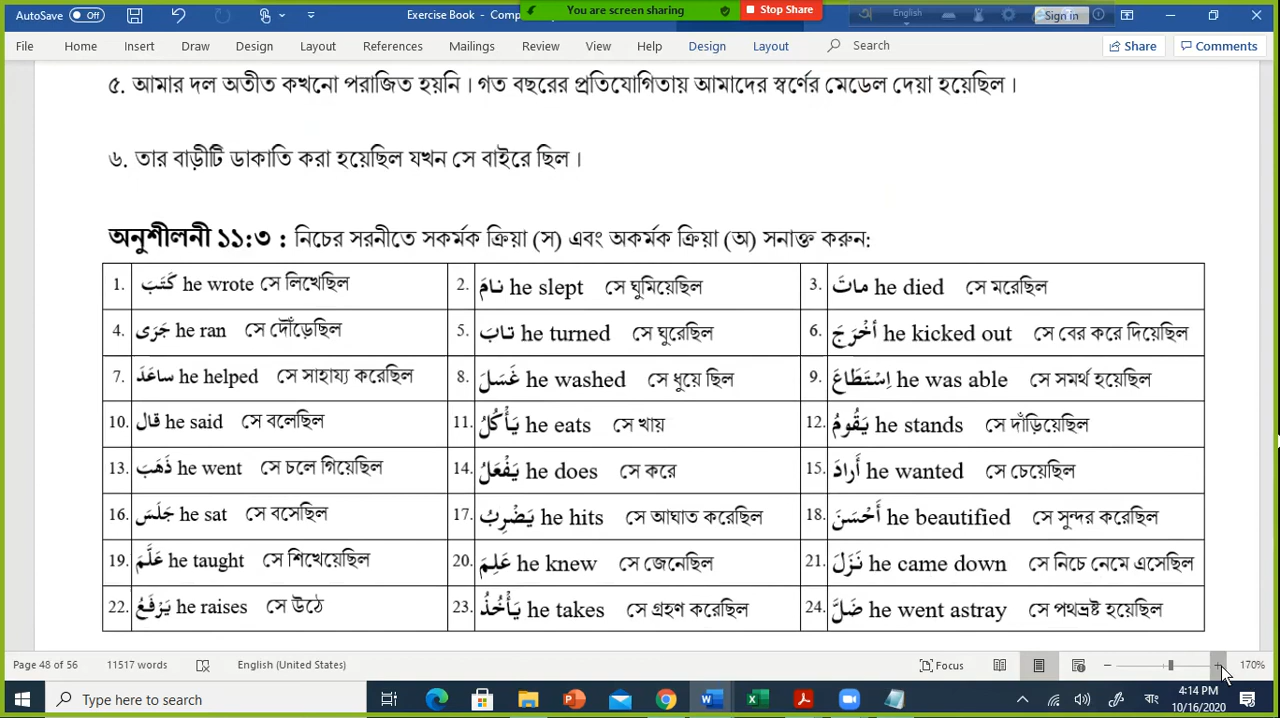 AutoSave Off
Exercise Book - Comp
You are screen sharing
Stop Share
English
Sign in
File Home Insert Draw Design Layout References Mailings Review View Help Design Layout Search Share Comments
৫. আমার দল অতীত কখনো পরাজিত হয়নি। গত বছরের প্রতিযোগিতায় আমাদের স্বর্ণের মেডেল দেয়া হয়েছিল।
৬. তার বাড়ীটি ডাকাতি করা হয়েছিল যখন সে বাইরে ছিল।
অনুশীলনী ১১:৩ : নিচের সরনীতে সকর্মক ক্রিয়া (স) এবং অকর্মক ক্রিয়া (অ) সনাক্ত করুন:
1. كَتَبَ he wrote সে লিখেছিল 2. نامَ he slept সে ঘুমিয়েছিল 3. ماتَ he died সে মরেছিল
4. جَرَى he ran সে দৌঁড়েছিল 5. تابَ he turned সে ঘুরেছিল 6. أخْرَجَ he kicked out সে বের করে দিয়েছিল
7. ساعَدَ he helped সে সাহায্য করেছিল 8. غَسَلَ he washed সে ধুয়ে ছিল 9. اِسْتَطَاعَ he was able সে সমর্থ হয়েছিল
10. قال he said সে বলেছিল 11. يَأْكُلُ he eats সে খায় 12. يَقُومُ he stands সে দাঁড়িয়েছিল
13. ذَهَبَ he went সে চলে গিয়েছিল 14. يَفْعَلُ he does সে করে 15. أَرادَ he wanted সে চেয়েছিল
16. جَلَسَ he sat সে বসেছিল 17. يَضْرِبُ he hits সে আঘাত করেছিল 18. أَحْسَنَ he beautified সে সুন্দর করেছিল
19. عَلَّمَ he taught সে শিখেয়েছিল 20. عَلِمَ he knew সে জেনেছিল 21. نَزَلَ he came down সে নিচে নেমে এসেছিল
22. يَرْفَعُ he raises সে উঠে 23. يَأْخُذُ he takes সে গ্রহণ করেছিল 24. ضَلَّ he went astray সে পথভ্রষ্ট হয়েছিল
Page 48 of 56 11517 words English (United States) Focus 170%
Type here to search
বাং
4:14 PM
10/16/2020